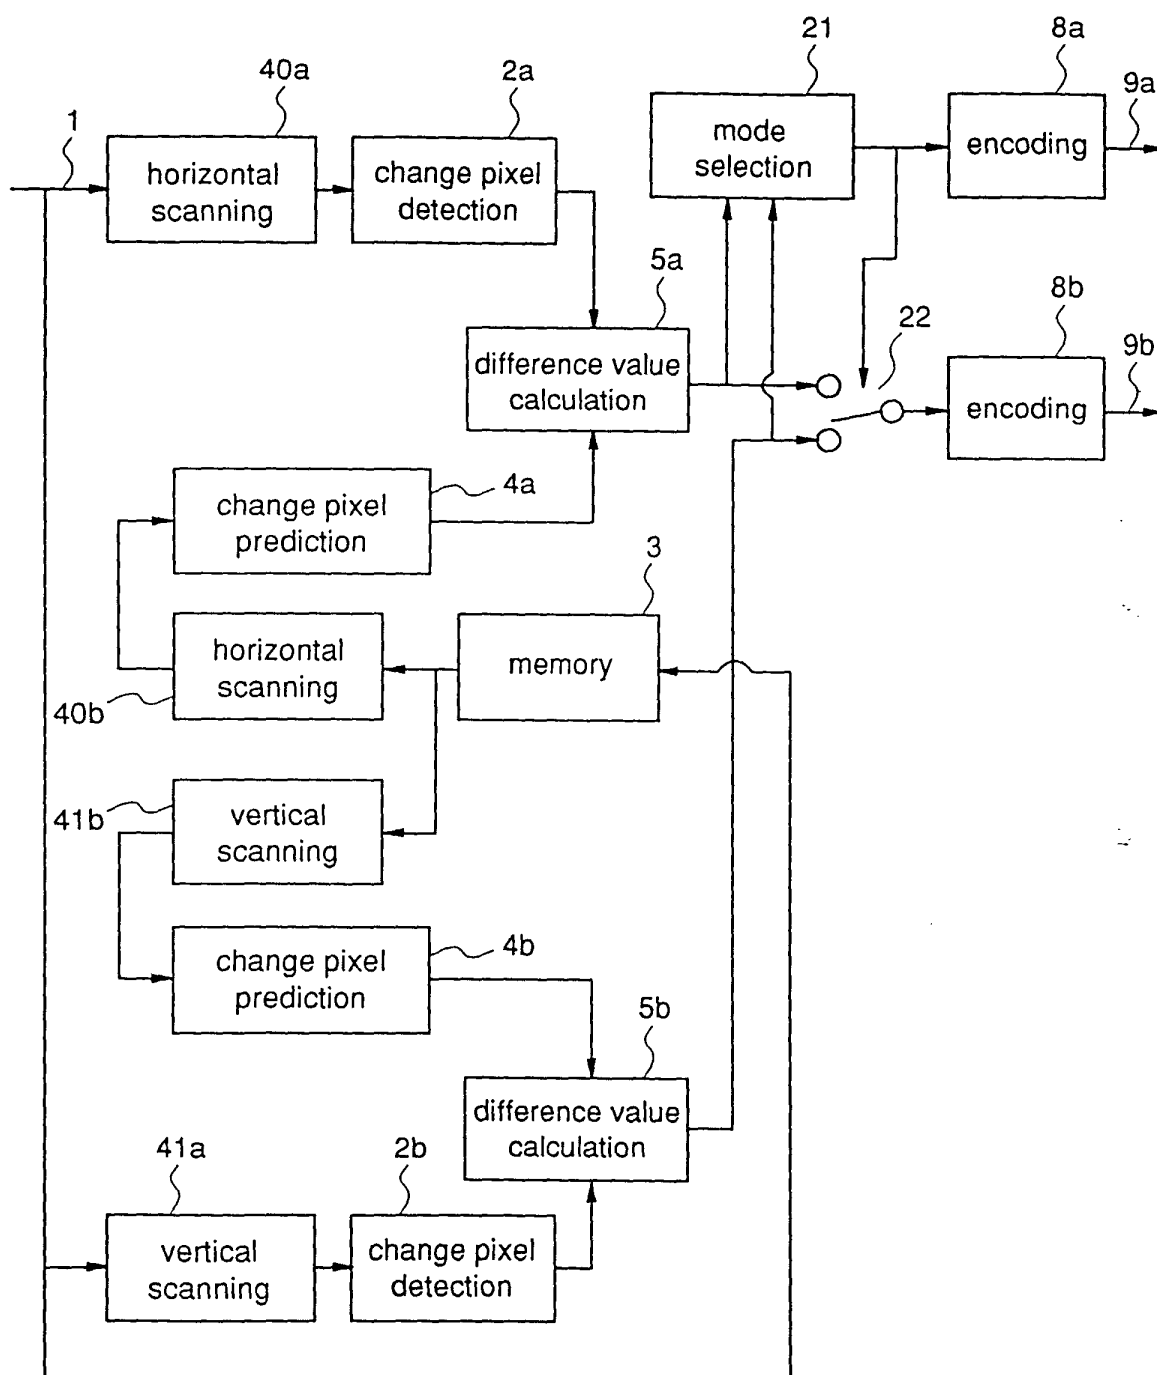 21
8a
40a
2a
9a
1
mode
selection
encoding
horizontal
scanning
change pixel
detection
5a
8b
22
9b
difference value
calculation
encoding
4a
change pixel
prediction
3
horizontal
scanning
memory
40b
41b
vertical
scanning
4b
change pixel
prediction
5b
difference value
calculation
41a
2b
vertical
scanning
change pixel
detection